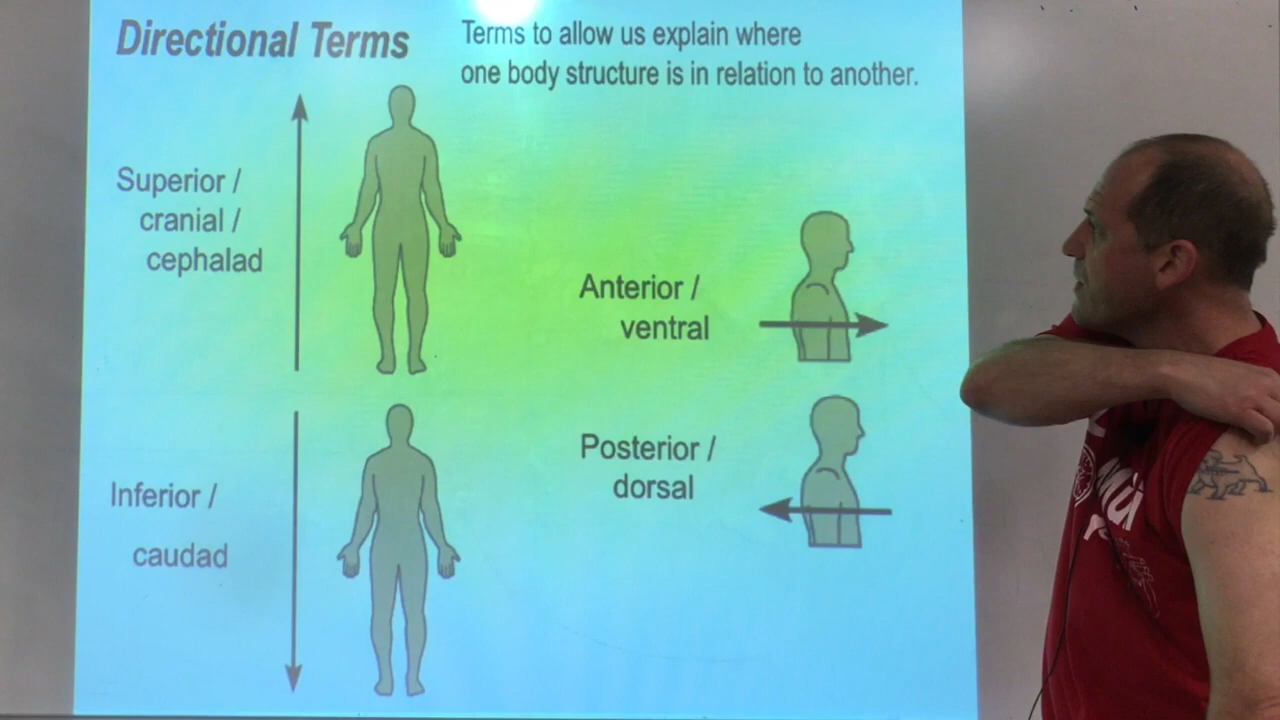 Directional Terms
Terms to allow us explain where
one body structure is in relation to another.
Superior /
cranial /
cephalad
Anterior /
ventral
Posterior /
dorsal
Inferior /
caudad